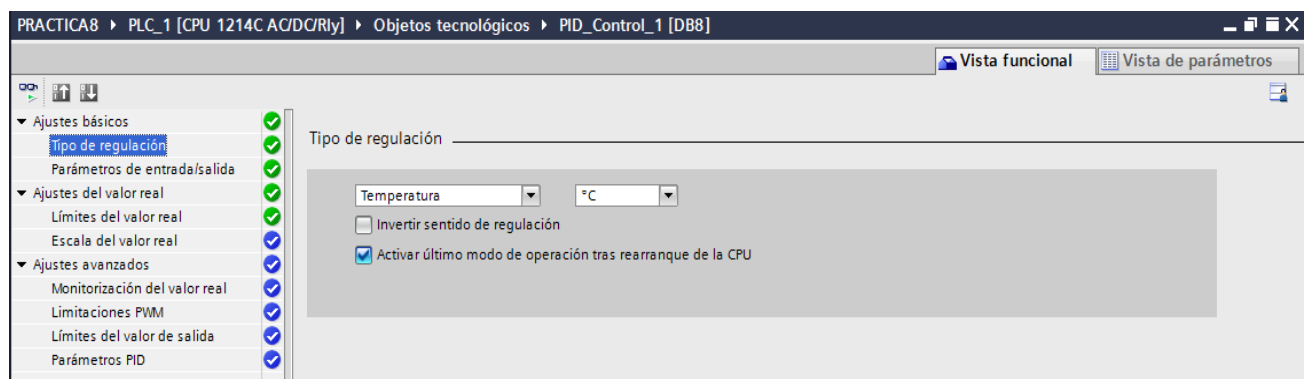 PRACTICA8 ▸ PLC_1 [CPU 1214C AC/DC/Rly] ▸ Objetos tecnológicos ▸ PID_Control_1 [DB8]
Vista funcional
Vista de parámetros
Ajustes básicos
Tipo de regulación
Parámetros de entrada/salida
Ajustes del valor real
Límites del valor real
Escala del valor real
Ajustes avanzados
Monitorización del valor real
Limitaciones PWM
Límites del valor de salida
Parámetros PID
Tipo de regulación
Temperatura
°C
Invertir sentido de regulación
Activar último modo de operación tras rearranque de la CPU